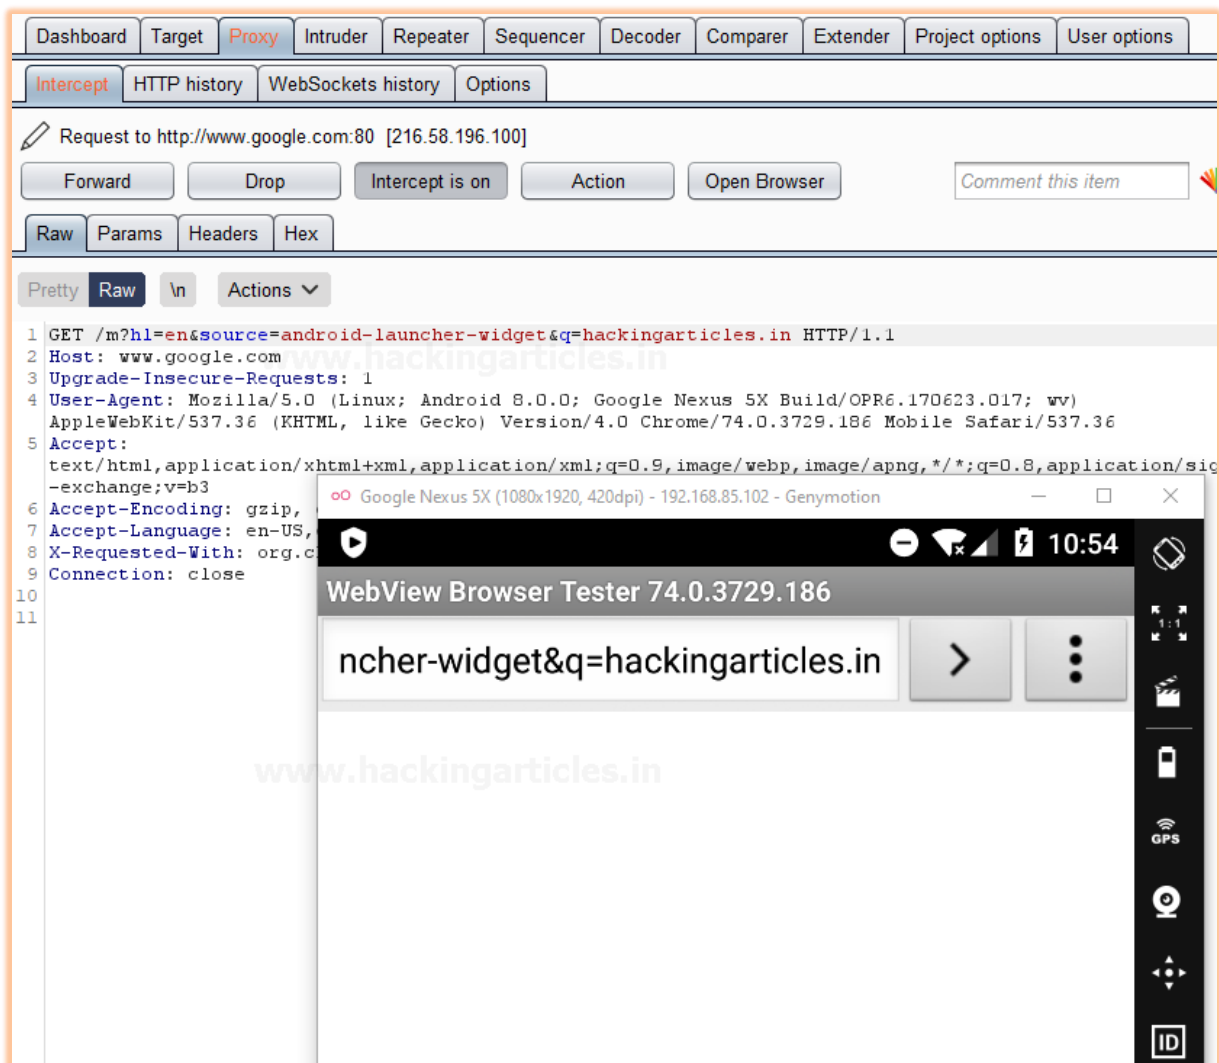 Dashboard Target Proxy Intruder Repeater Sequencer Decoder Comparer Extender Project options User options
Intercept HTTP history WebSockets history Options
Request to http://www.google.com:80 [216.58.196.100]
Forward Drop Intercept is on Action Open Browser Comment this item
Raw Params Headers Hex
Pretty Raw \n Actions
1 GET /m?hl=en&source=android-launcher-widget&q=hackingarticles.in HTTP/1.1
2 Host: www.google.com
www.hackingarticles.in
3 Upgrade-Insecure-Requests: 1
4 User-Agent: Mozilla/5.0 (Linux; Android 8.0.0; Google Nexus 5X Build/OPR6.170623.017; wv)
AppleWebKit/537.36 (KHTML, like Gecko) Version/4.0 Chrome/74.0.3729.186 Mobile Safari/537.36
5 Accept:
text/html,application/xhtml+xml,application/xml;q=0.9,image/webp,image/apng,*/*;q=0.8,application/sig
-exchange;v=b3
6 Accept-Encoding: gzip,
7 Accept-Language: en-US,
8 X-Requested-With: org.c
9 Connection: close
10
11
Google Nexus 5X (1080x1920, 420dpi) - 192.168.85.102 - Genymotion
10:54
WebView Browser Tester 74.0.3729.186
ncher-widget&q=hackingarticles.in
1:1
www.hackingarticles.in
GPS
ID